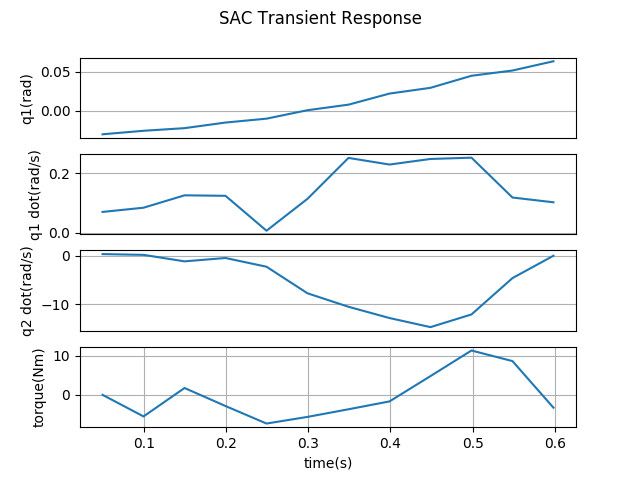 SAC Transient Response
q1(rad)
0.05
0.00
q1 dot(rad/s)
0.2
0.0
q2 dot(rad/s)
0
−10
torque(Nm)
10
0
0.1 0.2 0.3 0.4 0.5 0.6
time(s)